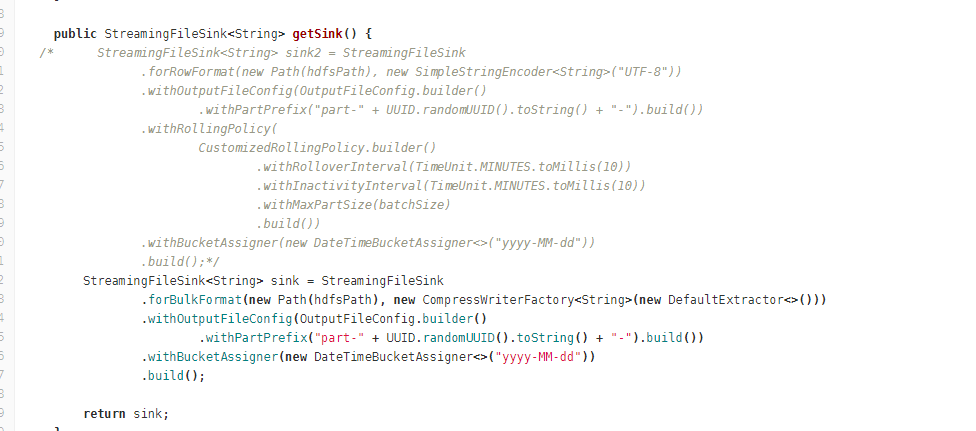 public StreamingFileSink<String> getSink() {
/*      StreamingFileSink<String> sink2 = StreamingFileSink
.forRowFormat(new Path(hdfsPath), new SimpleStringEncoder<String>("UTF-8"))
.withOutputFileConfig(OutputFileConfig.builder()
.withPartPrefix("part-" + UUID.randomUUID().toString() + "-").build())
.withRollingPolicy(
CustomizedRollingPolicy.builder()
.withRolloverInterval(TimeUnit.MINUTES.toMillis(10))
.withInactivityInterval(TimeUnit.MINUTES.toMillis(10))
.withMaxPartSize(batchSize)
.build())
.withBucketAssigner(new DateTimeBucketAssigner<>("yyyy-MM-dd"))
.build();*/
StreamingFileSink<String> sink = StreamingFileSink
.forBulkFormat(new Path(hdfsPath), new CompressWriterFactory<String>(new DefaultExtractor<>()))
.withOutputFileConfig(OutputFileConfig.builder()
.withPartPrefix("part-" + UUID.randomUUID().toString() + "-").build())
.withBucketAssigner(new DateTimeBucketAssigner<>("yyyy-MM-dd"))
.build();
return sink;